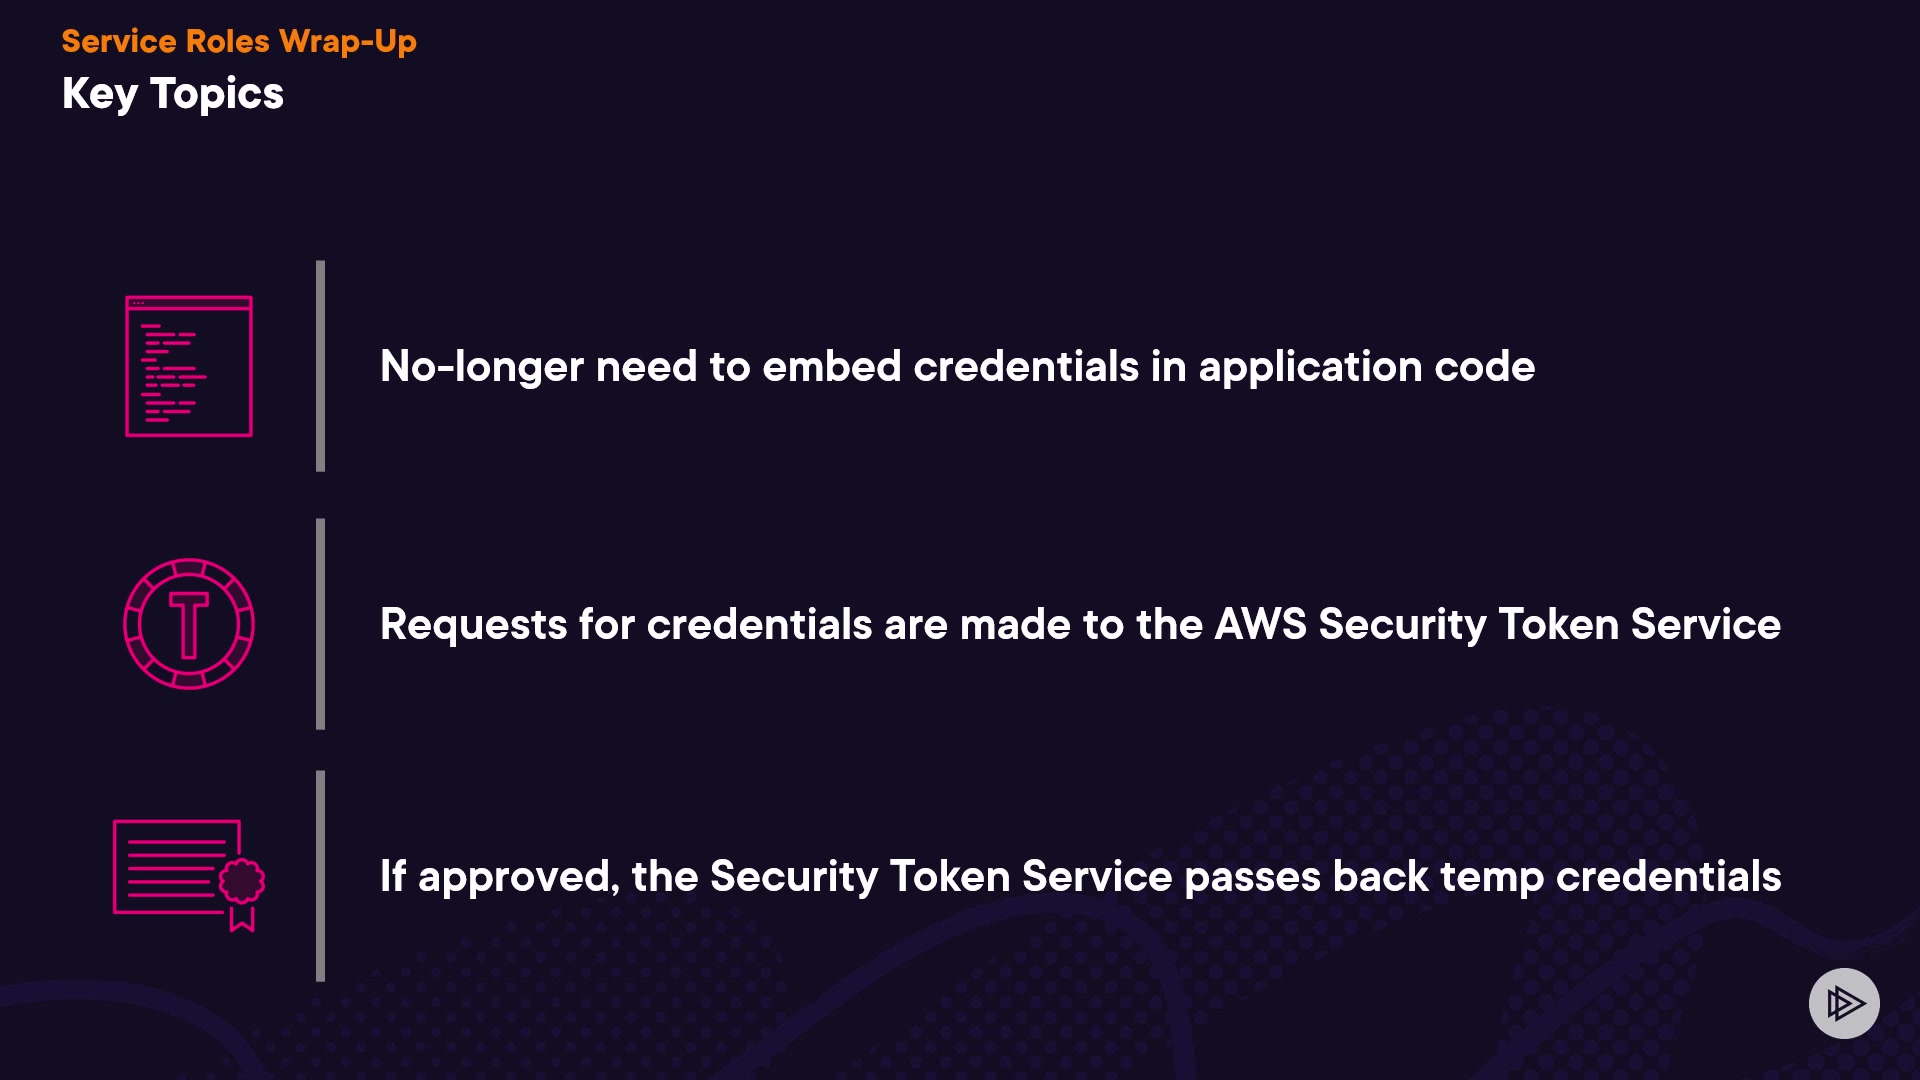 Service Roles Wrap-Up
Key Topics
No-longer need to embed credentials in application code
T
Requests for credentials are made to the AWS Security Token Service
If approved, the Security Token Service passes back temp credentials